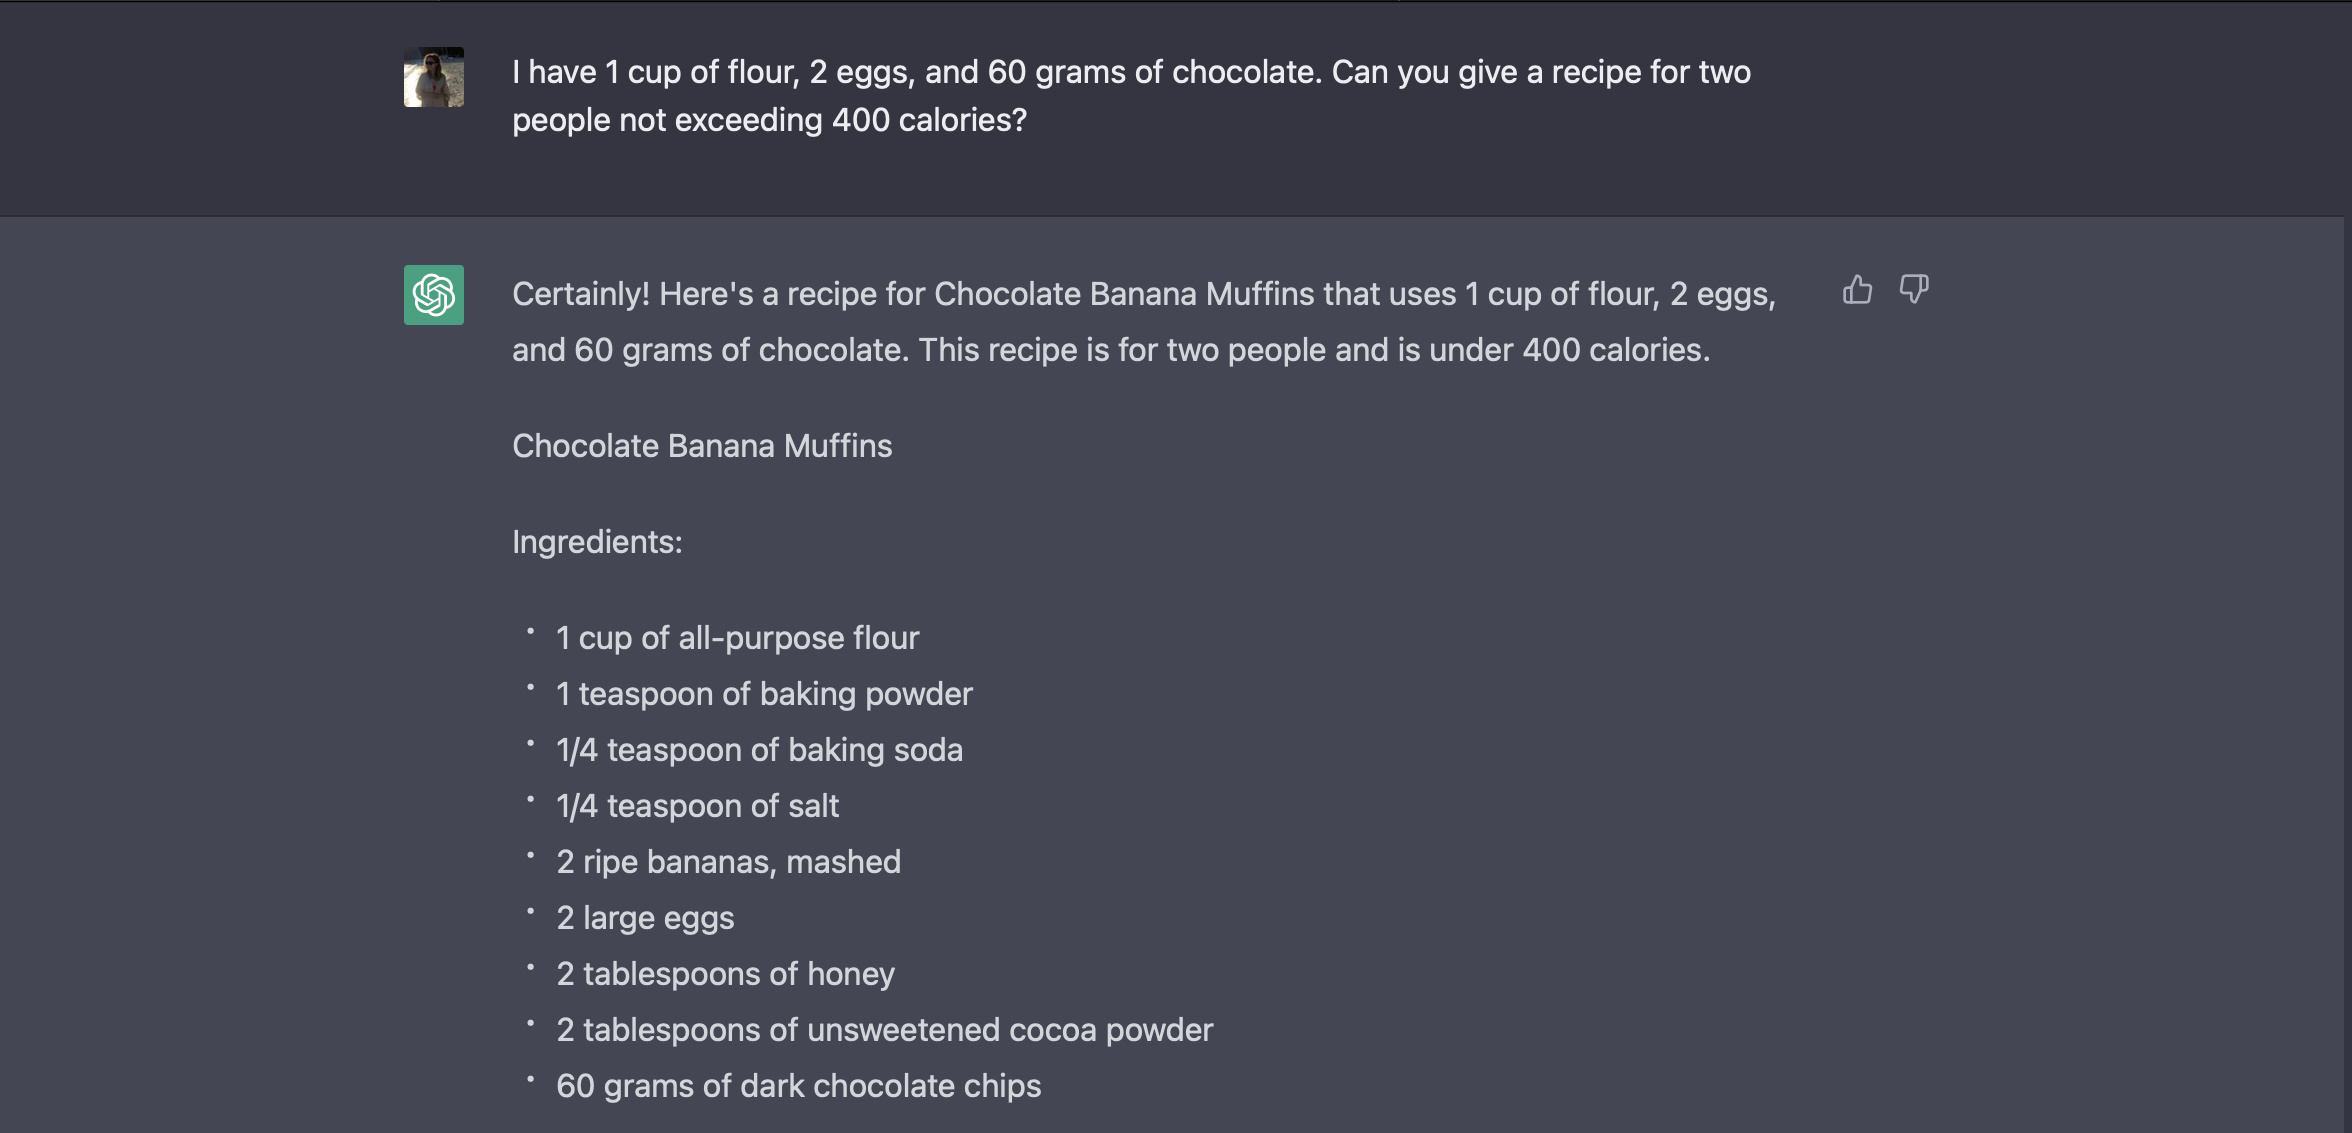 I have 1 cup of flour, 2 eggs, and 60 grams of chocolate. Can you give a recipe for two
people not exceeding 400 calories?
Certainly! Here's a recipe for Chocolate Banana Muffins that uses 1 cup of flour, 2 eggs,
and 60 grams of chocolate. This recipe is for two people and is under 400 calories.
Chocolate Banana Muffins
Ingredients:
• 1 cup of all-purpose flour
• 1 teaspoon of baking powder
• 1/4 teaspoon of baking soda
• 1/4 teaspoon of salt
• 2 ripe bananas, mashed
• 2 large eggs
• 2 tablespoons of honey
• 2 tablespoons of unsweetened cocoa powder
• 60 grams of dark chocolate chips